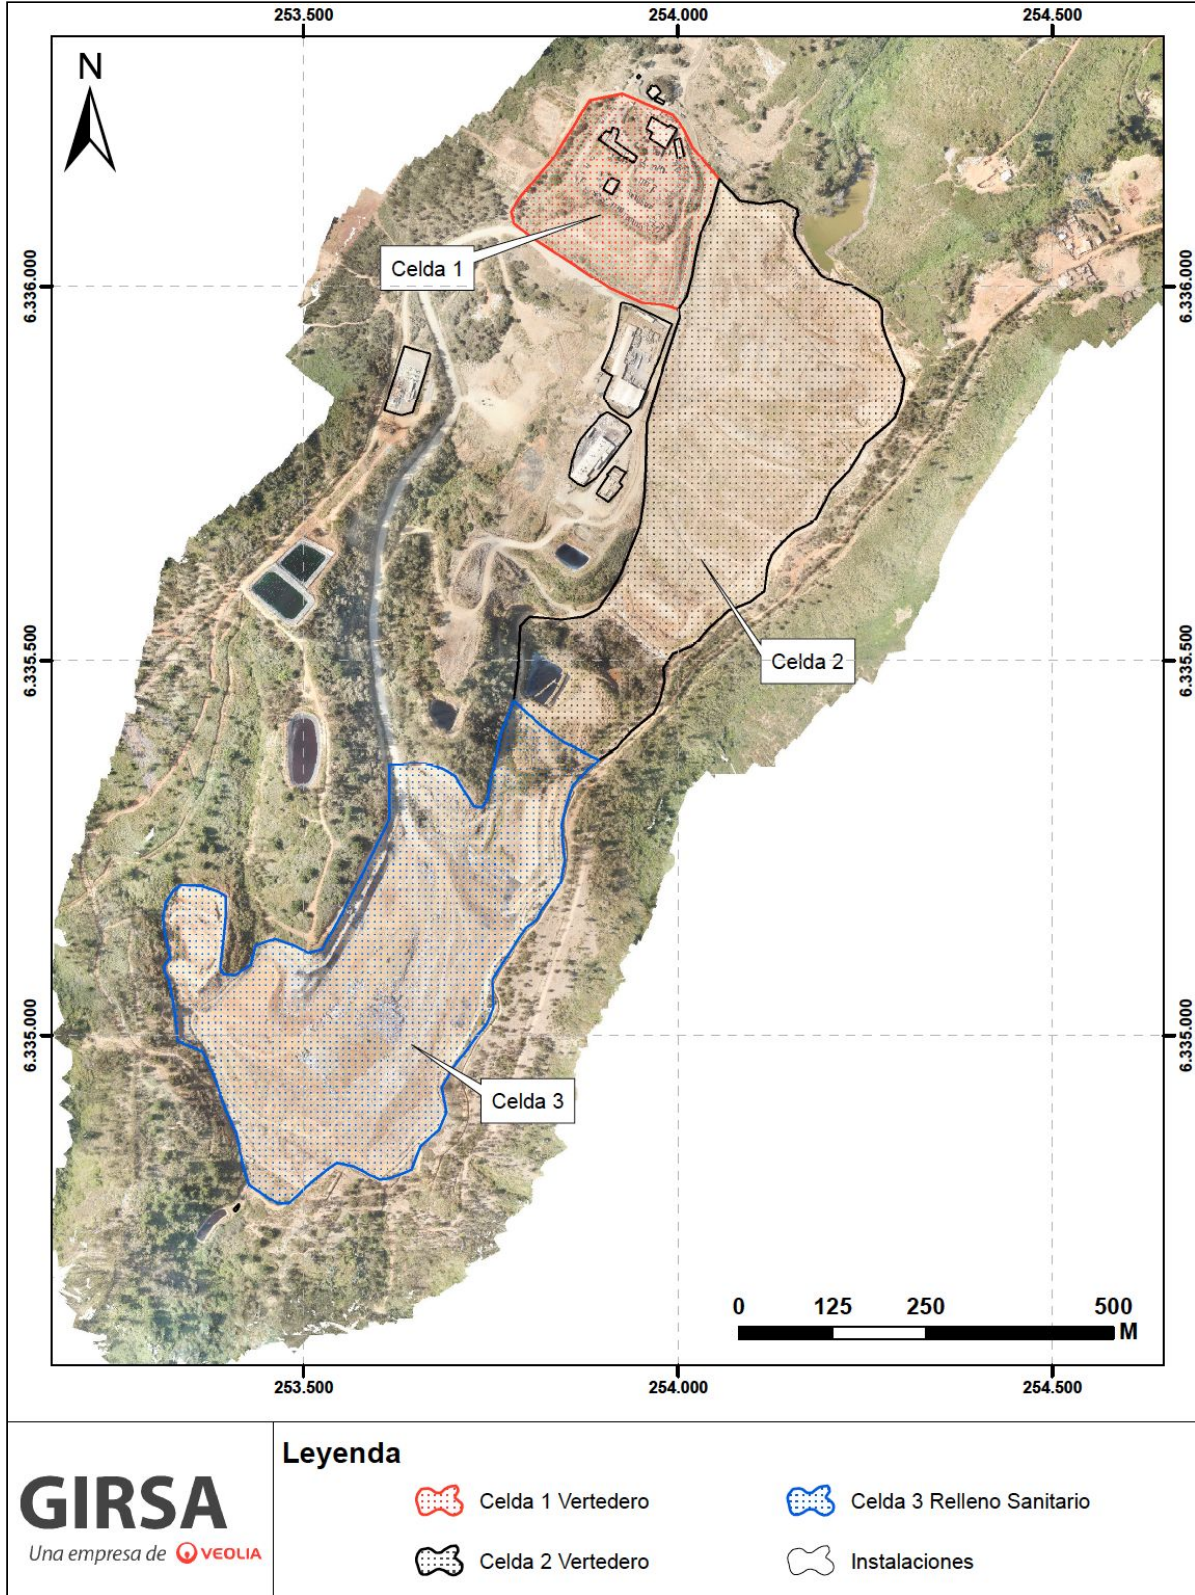 253.500 254.000 254.500
N
Celda 1
6.336.000 6.336.000
6.335.500 6.335.500
Celda 2
6.335.000 6.335.000
Celda 3
0 125 250 500
M
253.500 254.000 254.500
Leyenda
GIRSA
Una empresa de VEOLIA
Celda 1 Vertedero
Celda 3 Relleno Sanitario
Celda 2 Vertedero
Instalaciones